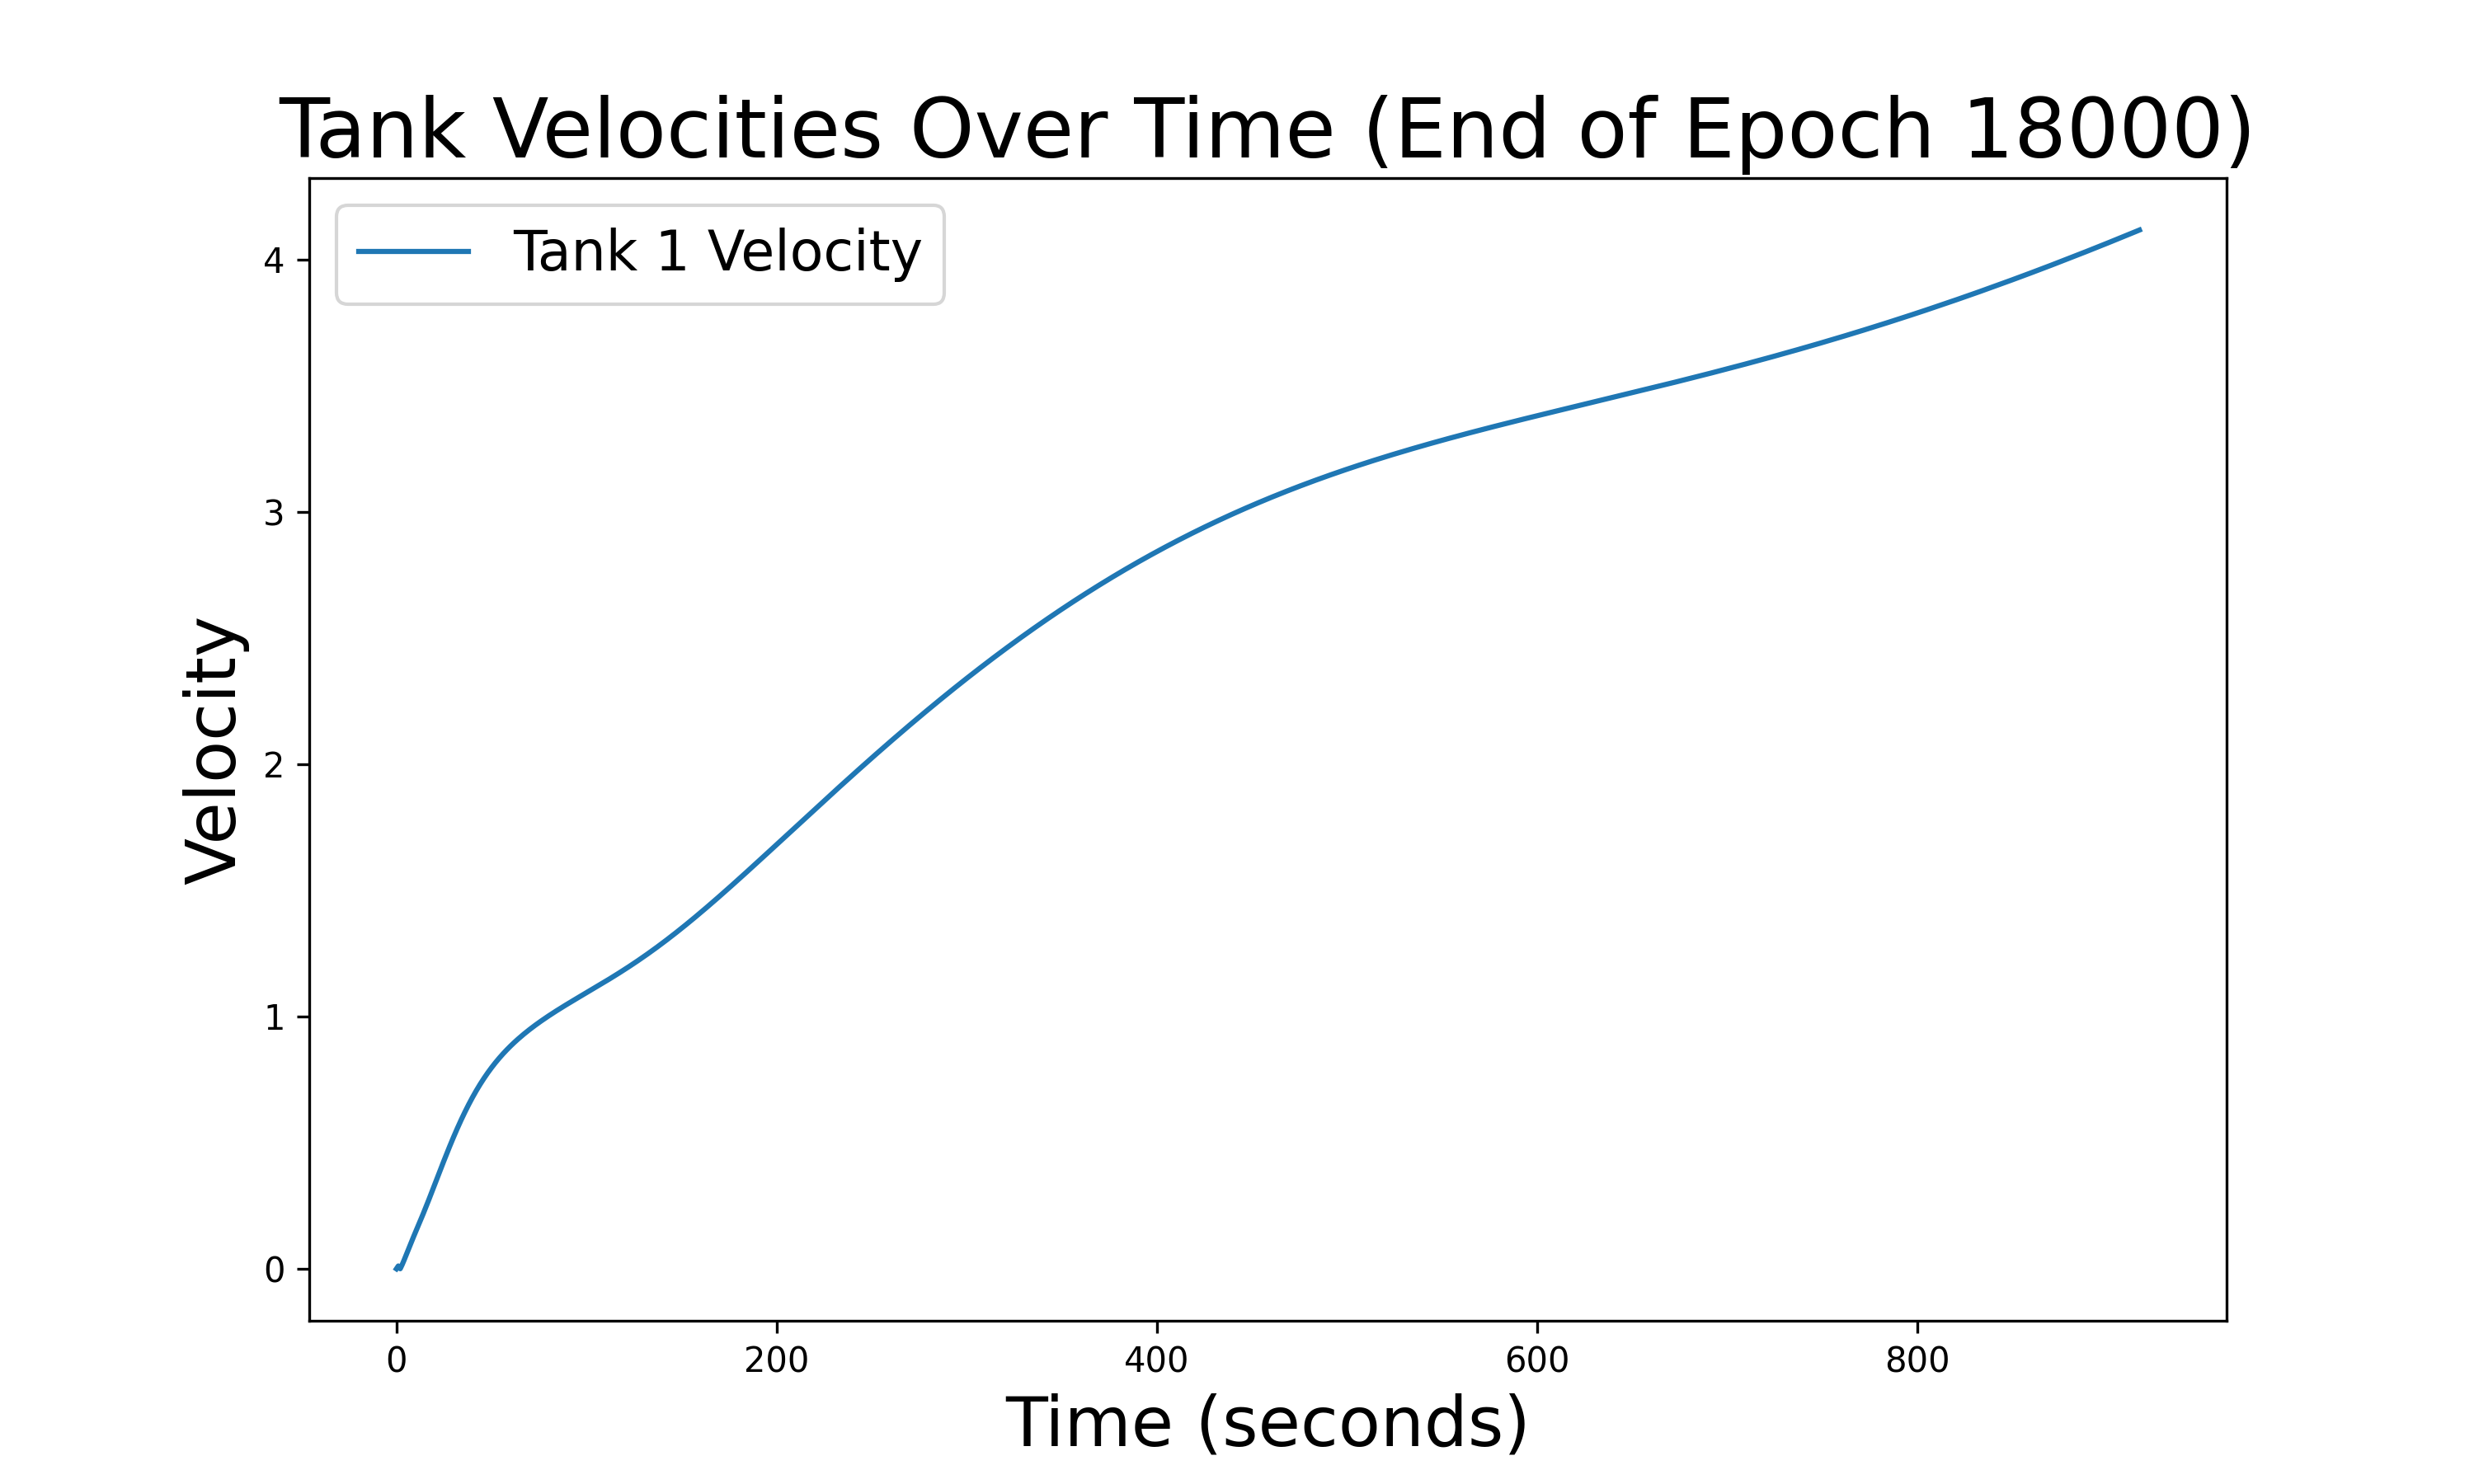 Tank Velocities Over Time (End of Epoch 18000)
Tank 1 Velocity
Velocity
4
3
2
1
0
0 200 400 600 800
Time (seconds)